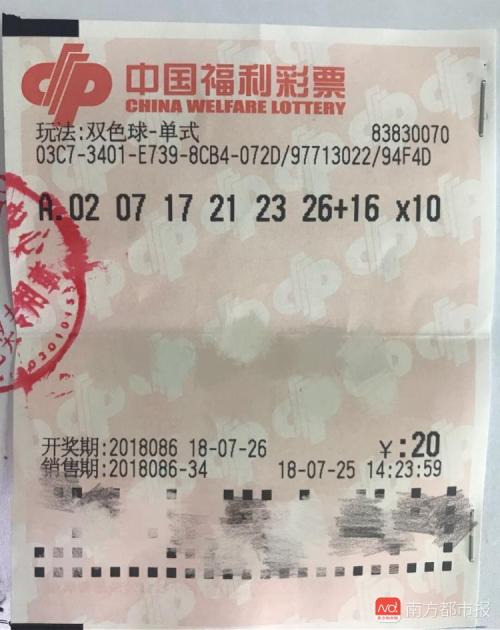 中国福利彩票
CHINA WELFARE LOTTERY
玩法:双色球-单式 83830070
03C7-3401-E739-8CB4-072D/97713022/94F4D
A.02 07 17 21 23 26+16 x10
开奖期:2018086 18-07-26 ¥:20
销售期:2018086-34 18-07-25 14:23:59
南方都市报